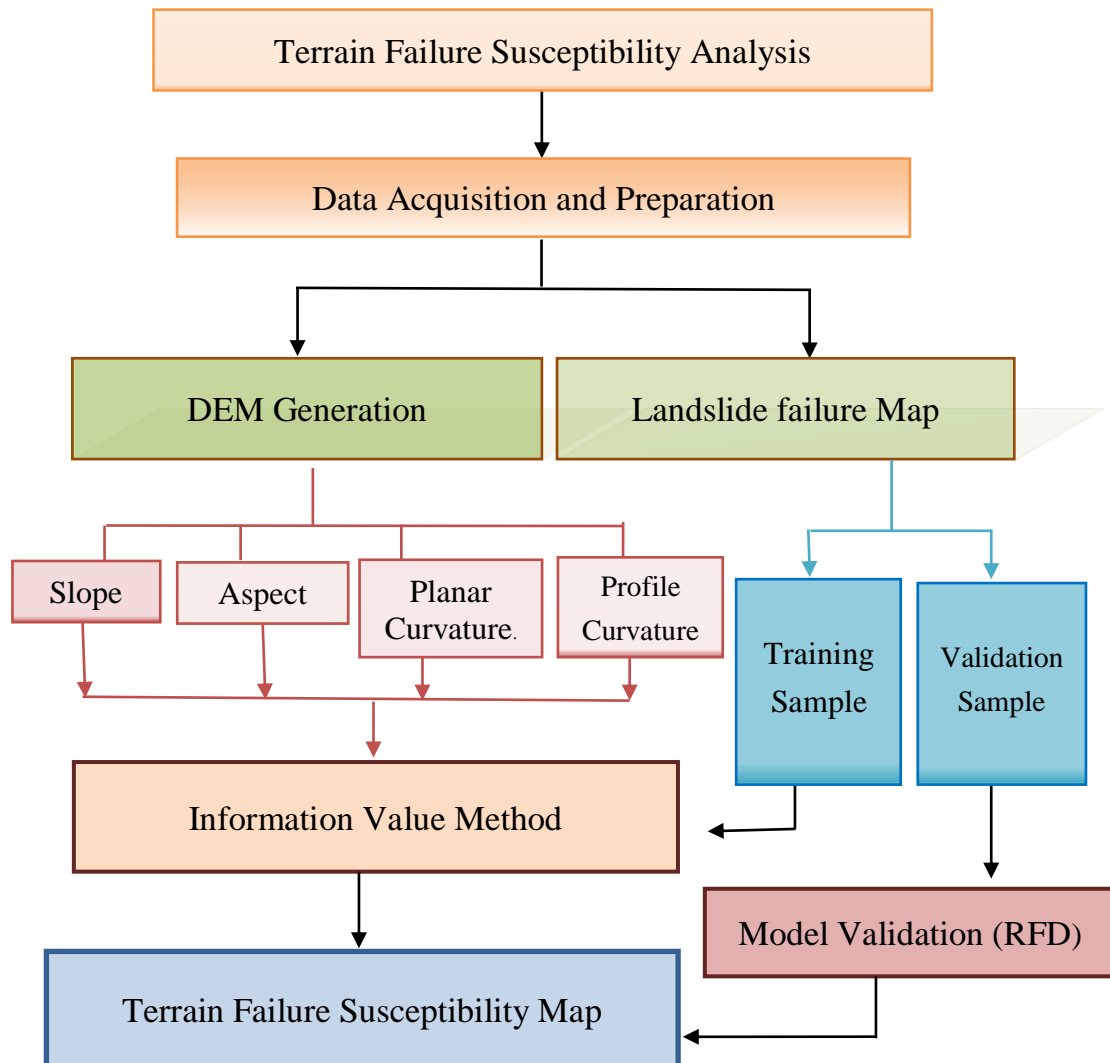 Terrain Failure Susceptibility Analysis
Data Acquisition and Preparation
DEM Generation
Landslide failure Map
Slope
Aspect
Planar
Curvature.
Profile
Curvature
Training
Sample
Validation
Sample
Information Value Method
Model Validation (RFD)
Terrain Failure Susceptibility Map